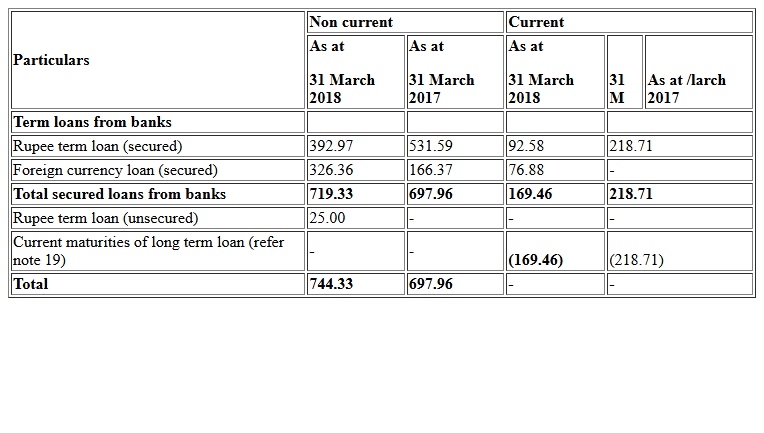 Particulars Non current Current
As at As at As at
31 March 2018 31 March 2017 31 March 2018 31 M As at /larch 2017
Term loans from banks
Rupee term loan (secured) 392.97 531.59 92.58 218.71
Foreign currency loan (secured) 326.36 166.37 76.88 -
Total secured loans from banks 719.33 697.96 169.46 218.71
Rupee term loan (unsecured) 25.00 - - -
Current maturities of long term loan (refer note 19) - - (169.46) (218.71)
Total 744.33 697.96 - -